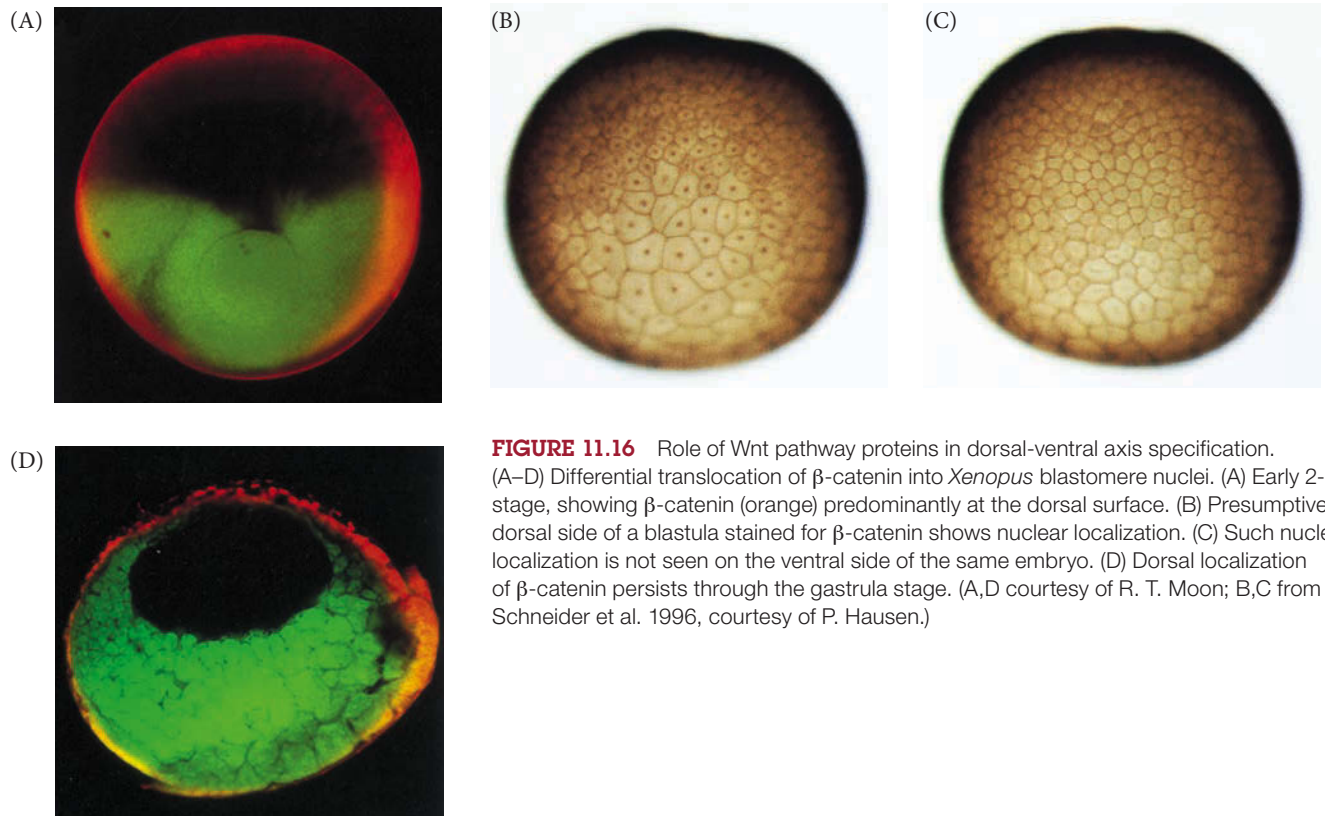 (A)
(B)
(C)
(D)
FIGURE 11.16 Role of Wnt pathway proteins in dorsal-ventral axis specification.
(A–D) Differential translocation of β-catenin into Xenopus blastomere nuclei. (A) Early 2-
stage, showing β-catenin (orange) predominantly at the dorsal surface. (B) Presumptive
dorsal side of a blastula stained for β-catenin shows nuclear localization. (C) Such nucle
localization is not seen on the ventral side of the same embryo. (D) Dorsal localization
of β-catenin persists through the gastrula stage. (A,D courtesy of R. T. Moon; B,C from
Schneider et al. 1996, courtesy of P. Hausen.)